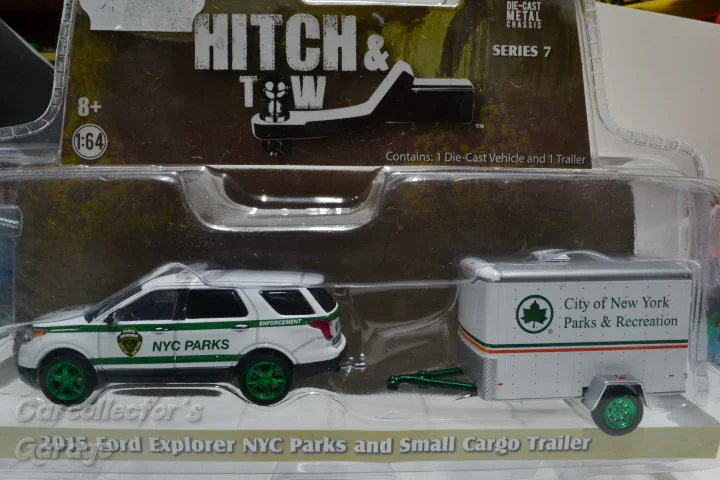 DIE-CAST
METAL
CHASSIS
HITCH &
TOW
SERIES 7
8+
1:64
TM
Contains: 1 Die-Cast Vehicle and 1 Trailer
ENFORCEMENT
NYC PARKS
City of New York
Parks & Recreation
®
2015 Ford Explorer NYC Parks and Small Cargo Trailer
Carcollector's
Garage